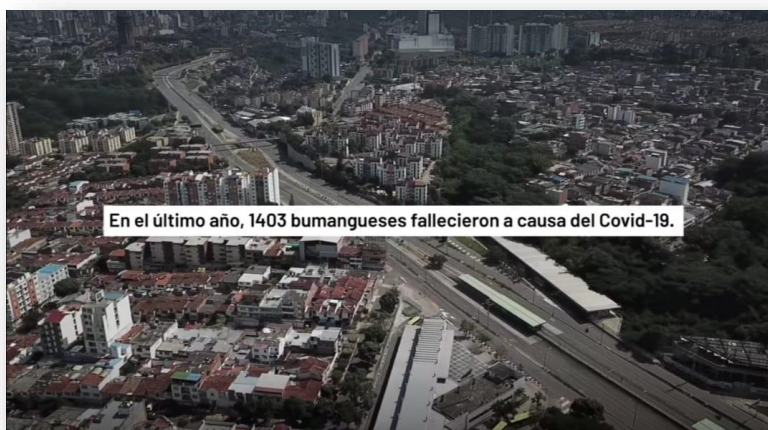 En el último año, 1403 bumangueses fallecieron a causa del Covid-19.